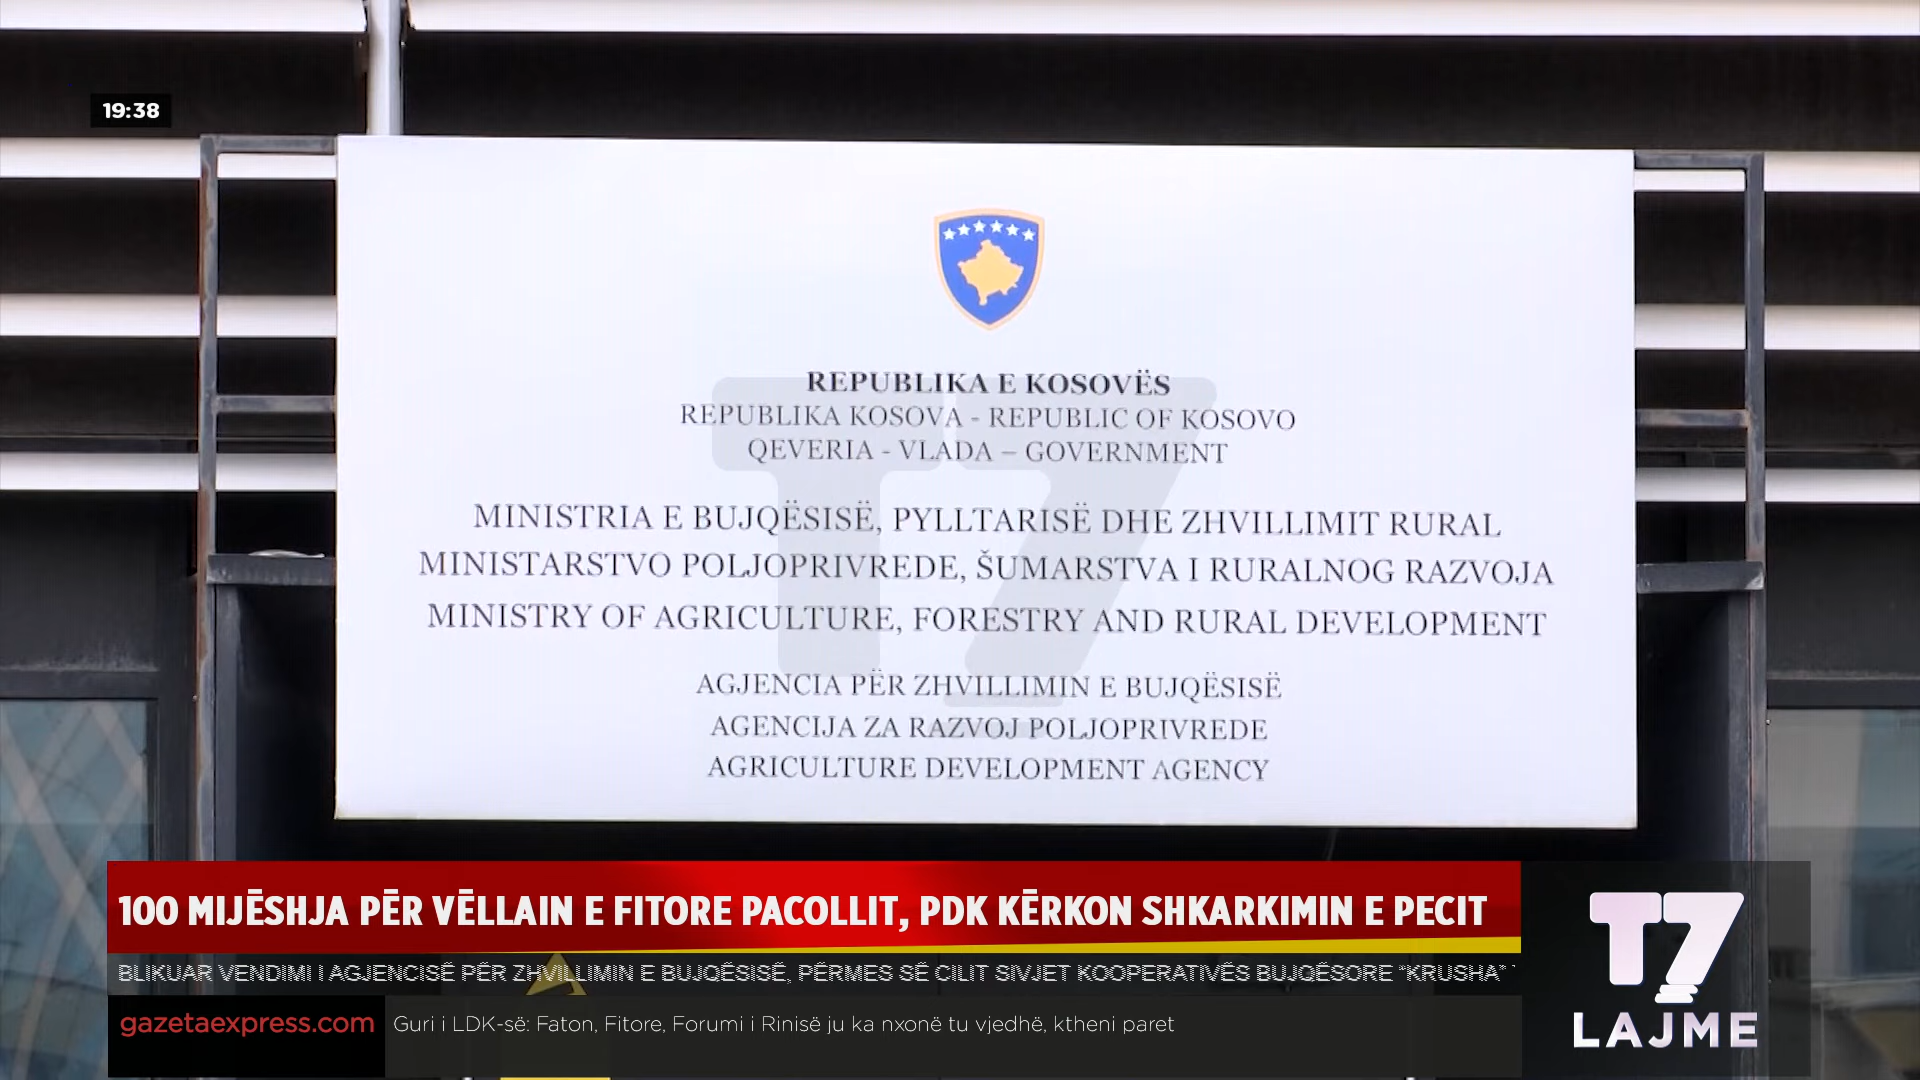 19:38
REPUBLIKA E KOSOVËS
REPUBLIKA KOSOVA - REPUBLIC OF KOSOVO
QEVERIA - VLADA – GOVERNMENT
MINISTRIA E BUJQËSISË, PYLLTARISË DHE ZHVILLIMIT RURAL
MINISTARSTVO POLJOPRIVREDE, ŠUMARSTVA I RURALNOG RAZVOJA
MINISTRY OF AGRICULTURE, FORESTRY AND RURAL DEVELOPMENT
AGJENCIA PËR ZHVILLIMIN E BUJQËSISË
AGENCIJA ZA RAZVOJ POLJOPRIVREDE
AGRICULTURE DEVELOPMENT AGENCY
T7
100 MIJËSHJA PËR VËLLAIN E FITORE PACOLLIT, PDK KËRKON SHKARKIMIN E PECIT
BLIKUAR VENDIMI I AGJENCISË PËR ZHVILLIMIN E BUJQËSISË, PËRMES SË CILIT SIVJET KOOPERATIVËS BUJQËSORE “KRUSHA”
gazetaexpress.com Guri i LDK-së: Faton, Fitore, Forumi i Rinisë ju ka nxonë tu vjedhë, ktheni paret
T7
LAJME